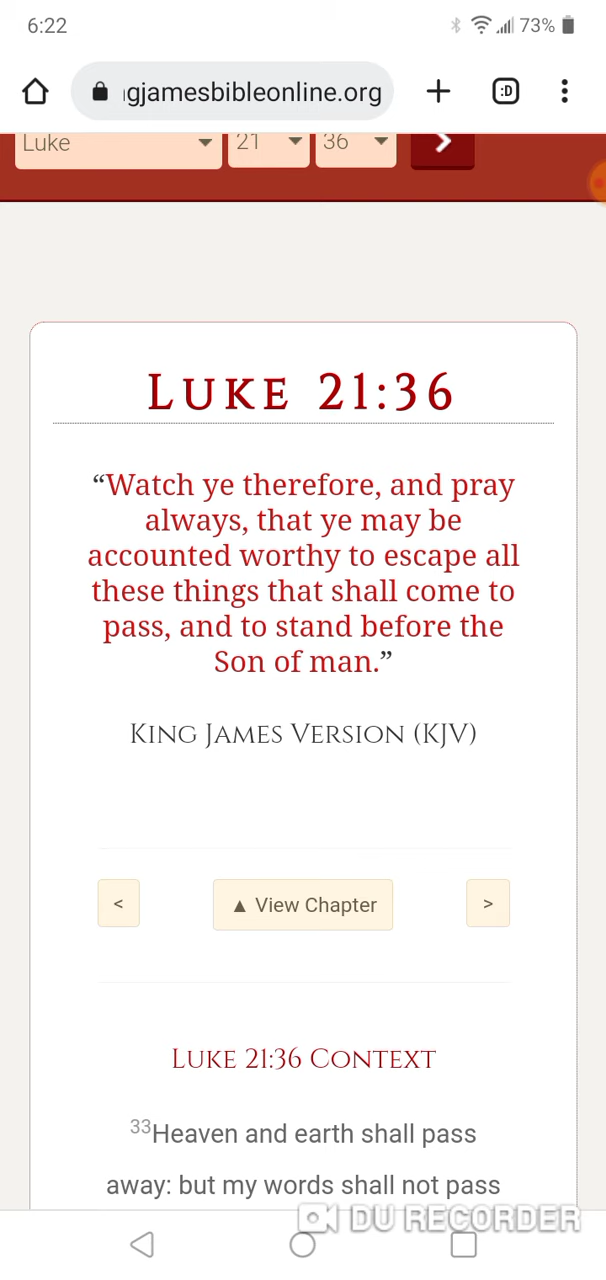 6:22
73%
gjamesbibleonline.org
:D
Luke
21
36
LUKE 21:36
“Watch ye therefore, and pray
always, that ye may be
accounted worthy to escape all
these things that shall come to
pass, and to stand before the
Son of man.”
KING JAMES VERSION (KJV)
<
▲ View Chapter
>
LUKE 21:36 CONTEXT
33Heaven and earth shall pass
away: but my words shall not pass
DU RECORDER